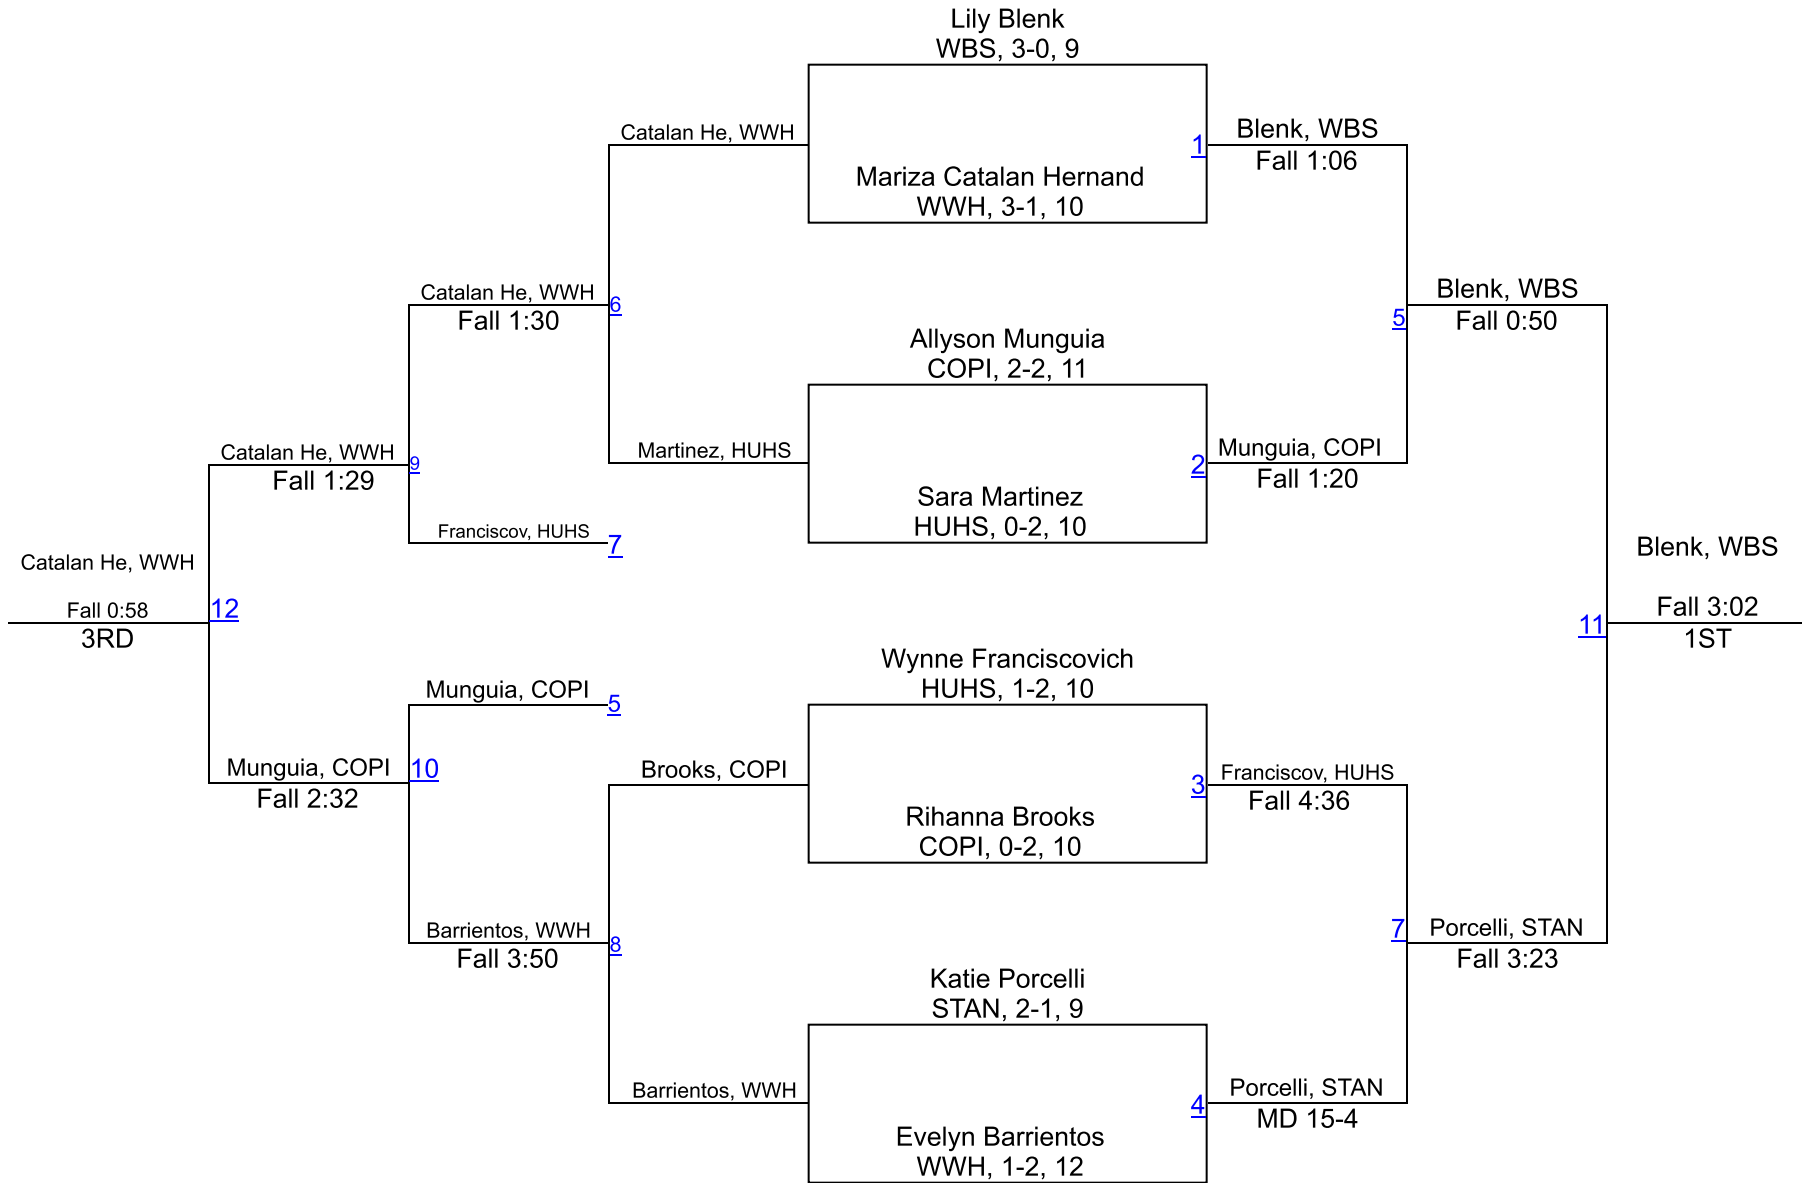 Lily Blenk
WBS, 3-0, 9
Catalan He, WWH
1
Blenk, WBS
Fall 1:06
Mariza Catalan Hernand
WWH, 3-1, 10
Catalan He, WWH
Fall 1:30
6
Blenk, WBS
Fall 0:50
5
Allyson Munguia
COPI, 2-2, 11
Catalan He, WWH
Fall 1:29
9
Martinez, HUHS
2
Munguia, COPI
Fall 1:20
Sara Martinez
HUHS, 0-2, 10
Franciscov, HUHS
7
Catalan He, WWH
Fall 0:58
3RD
12
Blenk, WBS
Fall 3:02
1ST
11
Wynne Franciscovich
HUHS, 1-2, 10
Munguia, COPI
5
Munguia, COPI
Fall 2:32
10
Brooks, COPI
3
Franciscov, HUHS
Fall 4:36
Rihanna Brooks
COPI, 0-2, 10
Barrientos, WWH
Fall 3:50
8
7
Porcelli, STAN
Fall 3:23
Katie Porcelli
STAN, 2-1, 9
Barrientos, WWH
4
Porcelli, STAN
MD 15-4
Evelyn Barrientos
WWH, 1-2, 12